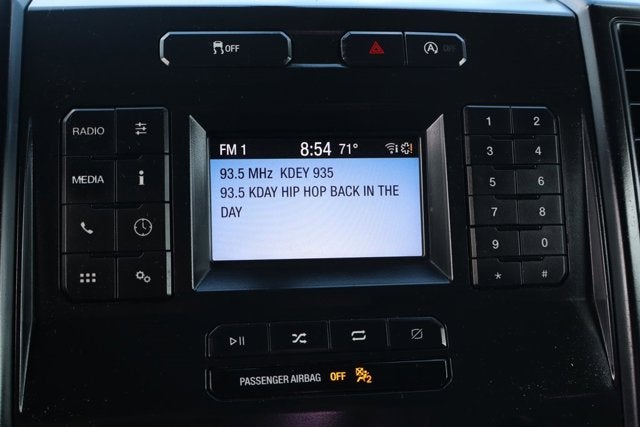 OFF
OFF
RADIO
MEDIA
i
FM 1 8:54 71°
93.5 MHz KDEY 935
93.5 KDAY HIP HOP BACK IN THE
DAY
1 2
3 4
5 6
7 8
9 0
* #
PASSENGER AIRBAG OFF 2